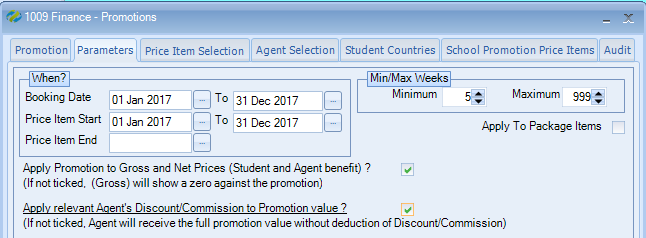 1009 Finance - Promotions
Promotion Parameters Price Item Selection Agent Selection Student Countries School Promotion Price Items Audit
When? Min/Max Weeks
Booking Date 01 Jan 2017 ... To 31 Dec 2017 ... Minimum 5 Maximum 999
Price Item Start 01 Jan 2017 ... To 31 Dec 2017 ... Apply To Package Items
Price Item End ...
Apply Promotion to Gross and Net Prices (Student and Agent benefit) ?
(If not ticked, (Gross) will show a zero against the promotion)
Apply relevant Agent's Discount/Commission to Promotion value ?
(If not ticked, Agent will receive the full promotion value without deduction of Discount/Commission)